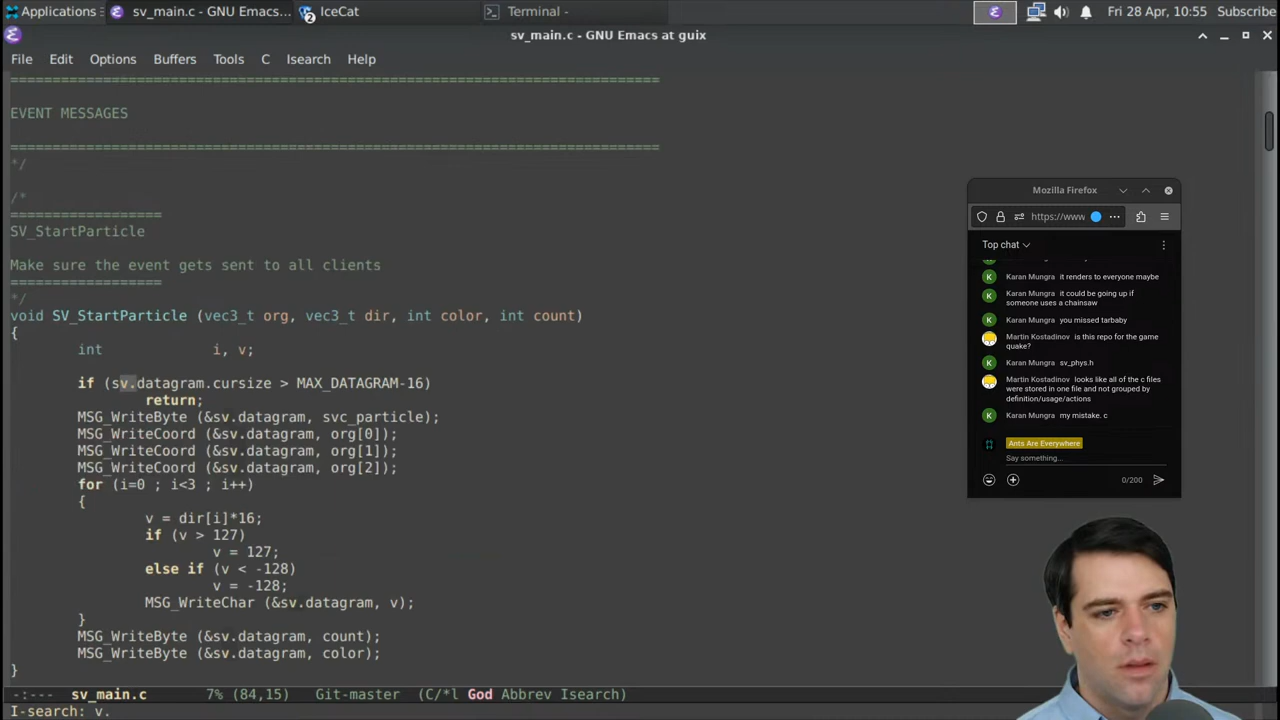 Applications
sv_main.c - GNU Emacs...
2
IceCat
Terminal -
Fri 28 Apr, 10:55
Subscribe
sv_main.c - GNU Emacs at guix
File Edit Options Buffers Tools C Isearch Help
=============================================================================
EVENT MESSAGES
=============================================================================
*/
/*
==================
SV_StartParticle
Make sure the event gets sent to all clients
==================
*/
void SV_StartParticle (vec3_t org, vec3_t dir, int color, int count)
{
int i, v;
if (sv.datagram.cursize > MAX_DATAGRAM-16)
return;
MSG_WriteByte (&sv.datagram, svc_particle);
MSG_WriteCoord (&sv.datagram, org[0]);
MSG_WriteCoord (&sv.datagram, org[1]);
MSG_WriteCoord (&sv.datagram, org[2]);
for (i=0 ; i<3 ; i++)
{
v = dir[i]*16;
if (v > 127)
v = 127;
else if (v < -128)
v = -128;
MSG_WriteChar (&sv.datagram, v);
}
MSG_WriteByte (&sv.datagram, count);
MSG_WriteByte (&sv.datagram, color);
}
-:--- sv_main.c 7% (84,15) Git-master (C/*l God Abbrev Isearch)
I-search: v.
Mozilla Firefox
https://www
Top chat
K Karan Mungra it renders to everyone maybe
K Karan Mungra it could be going up if
someone uses a chainsaw
K Karan Mungra you missed tarbaby
Martin Kostadinov is this repo for the game
quake?
K Karan Mungra sv_phys.h
Martin Kostadinov looks like all of the c files
were stored in one file and not grouped by
definition/usage/actions
K Karan Mungra my mistake. c
Ants Are Everywhere
Say something...
0/200